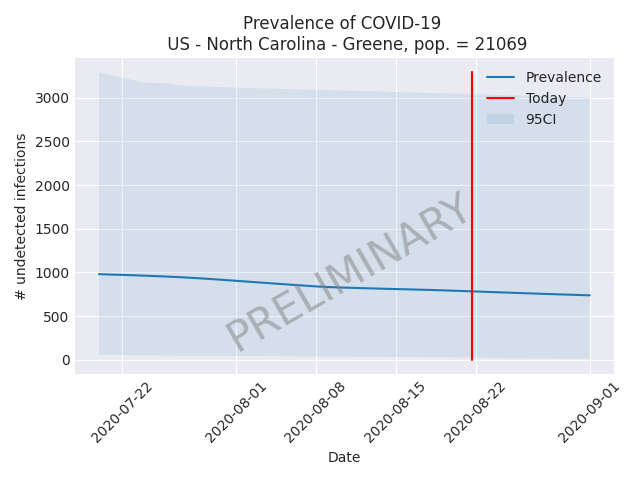 Prevalence of COVID-19
US - North Carolina - Greene, pop. = 21069
# undetected infections
3000
2500
2000
1500
1000
500
0
Prevalence
Today
95CI
PRELIMINARY
2020-07-22
2020-08-01
2020-08-08
2020-08-15
2020-08-22
2020-09-01
Date